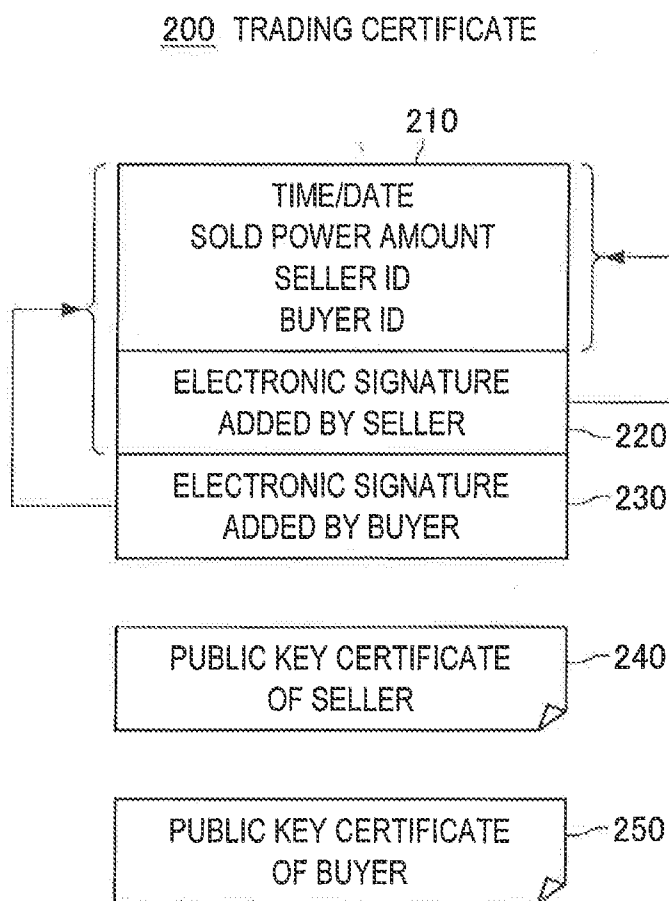 200 TRADING CERTIFICATE
210
TIME/DATE
SOLD POWER AMOUNT
SELLER ID
BUYER ID
ELECTRONIC SIGNATURE
ADDED BY SELLER
220
ELECTRONIC SIGNATURE
ADDED BY BUYER
230
PUBLIC KEY CERTIFICATE
OF SELLER
240
PUBLIC KEY CERTIFICATE
OF BUYER
250